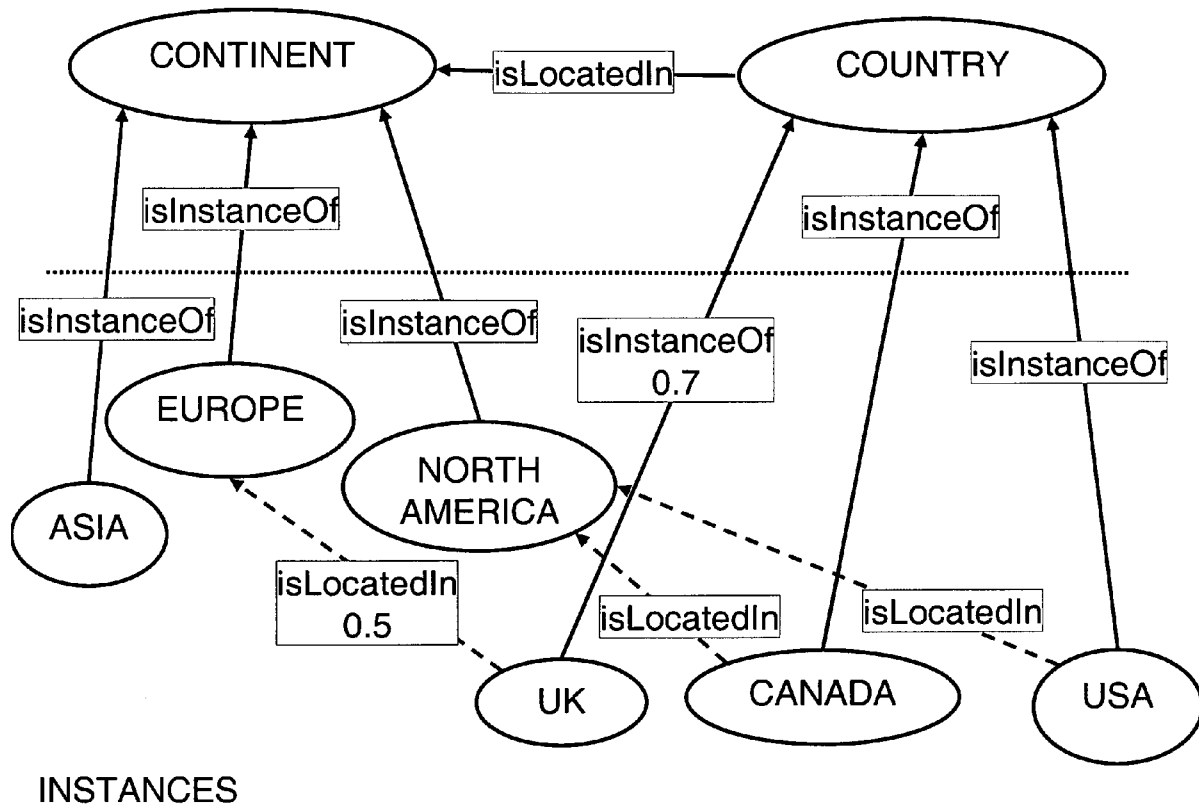 CONTINENT
isLocatedIn
COUNTRY
isInstanceOf
isInstanceOf
isInstanceOf
isInstanceOf
isInstanceOf
0.7
isInstanceOf
EUROPE
NORTH
AMERICA
ASIA
isLocatedIn
0.5
isLocatedIn
isLocatedIn
UK
CANADA
USA
INSTANCES